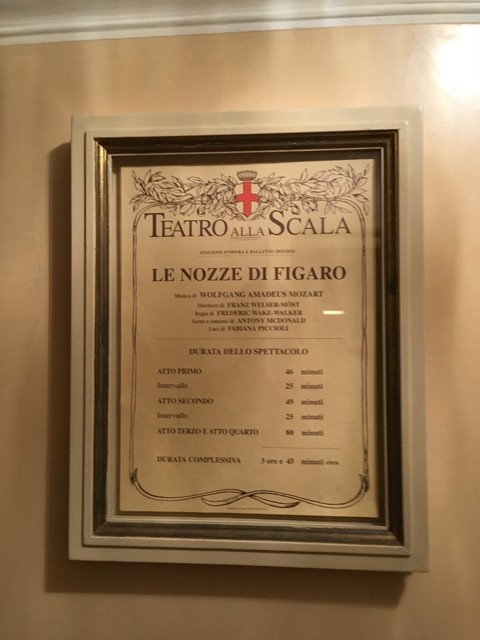 TEATRO ALLA SCALA
STAGIONE D'OPERA E BALLETTO 2015/2016
LE NOZZE DI FIGARO
Musica di WOLFGANG AMADEUS MOZART
Direttore di FRANZ WELSER-MÖST
Regia di FREDERIC WAKE-WALKER
Scene e costumi di ANTONY MCDONALD
Luci di FABIANA PICCIOLI
DURATA DELLO SPETTACOLO
ATTO PRIMO 46 minuti
Intervallo 25 minuti
ATTO SECONDO 49 minuti
Intervallo 25 minuti
ATTO TERZO E ATTO QUARTO 80 minuti
DURATA COMPLESSIVA 3 ore e 45 minuti circa